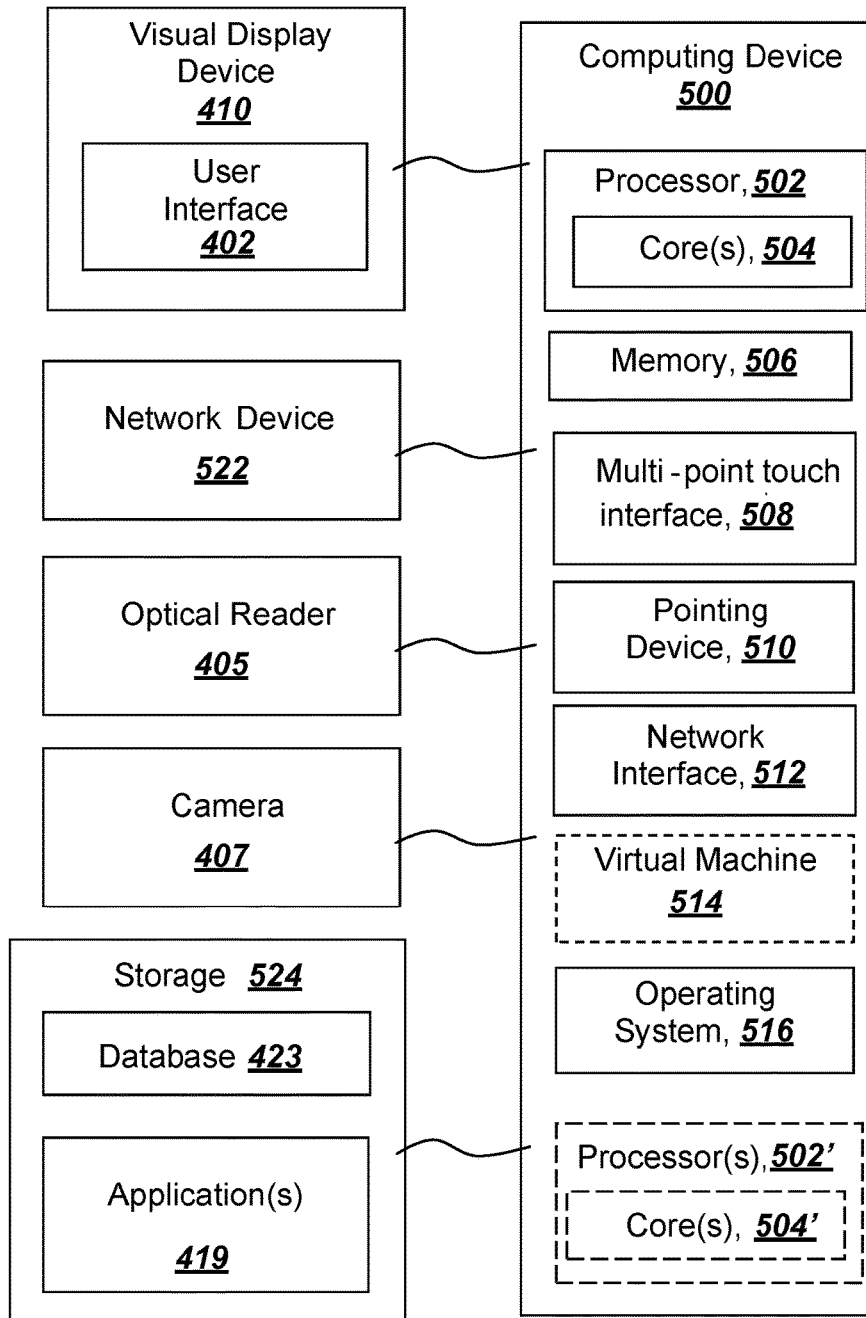 Visual Display
Device
410
User
Interface
402
Network Device
522
Optical Reader
405
Camera
407
Storage 524
Database 423
Application(s)
419
Computing Device
500
Processor, 502
Core(s), 504
Memory, 506
Multi-point touch
interface, 508
Pointing
Device, 510
Network
Interface, 512
Virtual Machine
514
Operating
System, 516
Processor(s), 502’
Core(s), 504’